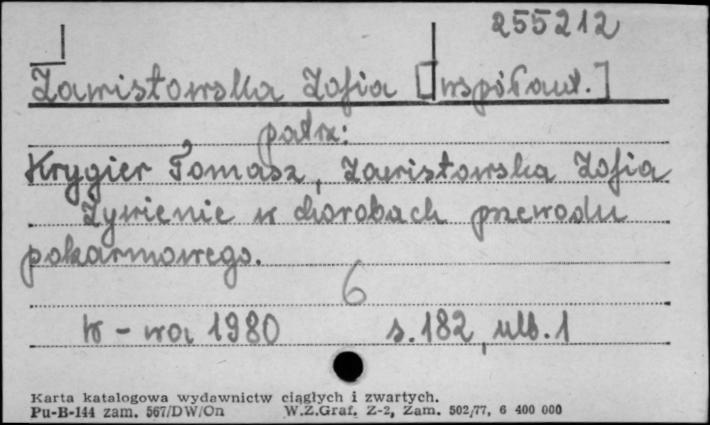 255212
Zawistowska Zofia [współaut.]
patrz:
Krygier Tomasz, Zawistowska Zofia
Żywienie w chorobach przewodu
pokarmowego.
6
W-wa 1980 s. 182, ulb. 1
Karta katalogowa wydawnictw ciągłych i zwartych.
Pu-B-144 zam. 567/DW/On W.Z.Graf. Z-2, Zam. 502/77, 6 400 000